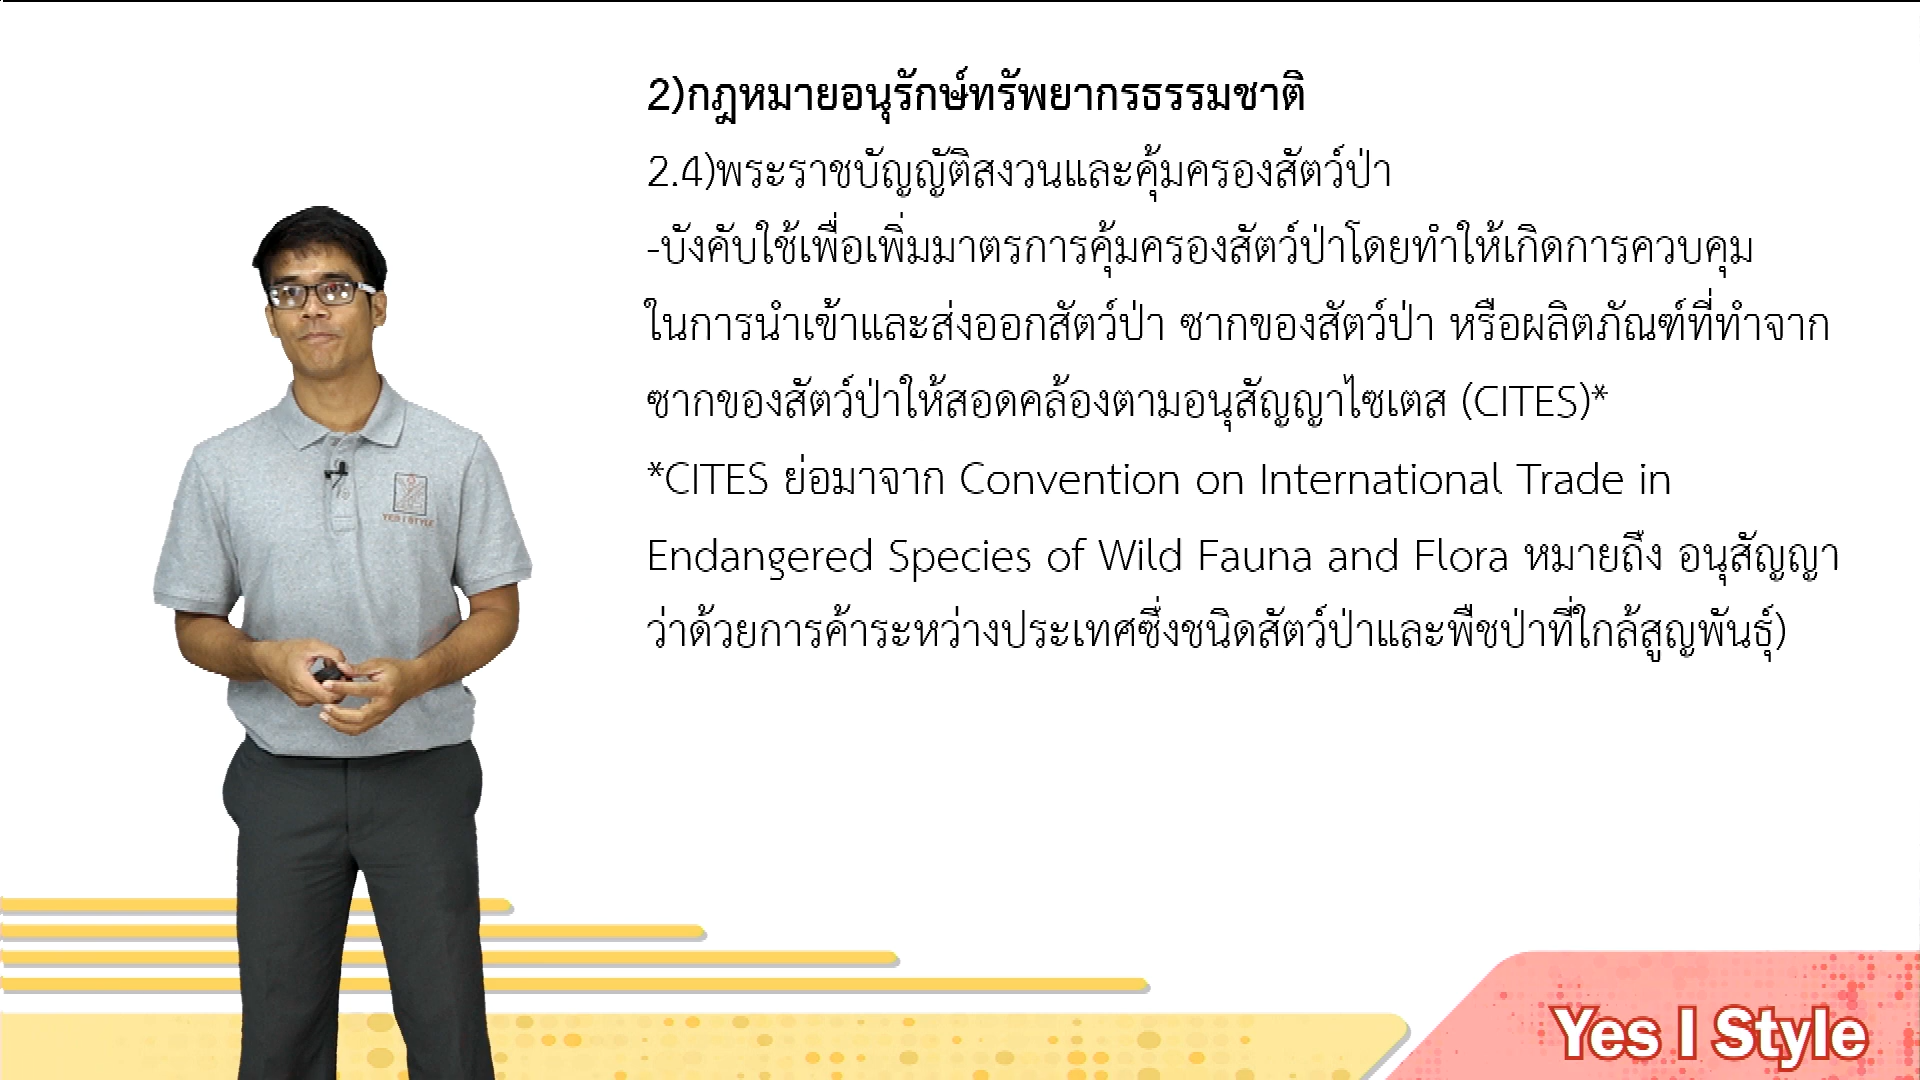 2)กฎหมายอนุรักษ์ทรัพยากรธรรมชาติ
2.4)พระราชบัญญัติสงวนและคุ้มครองสัตว์ป่า
-บังคับใช้เพื่อเพิ่มมาตรการคุ้มครองสัตว์ป่าโดยทำให้เกิดการควบคุม
ในการนำเข้าและส่งออกสัตว์ป่า ซากของสัตว์ป่า หรือผลิตภัณฑ์ที่ทำจาก
ซากของสัตว์ป่าให้สอดคล้องตามอนุสัญญาไซเตส (CITES)*
*CITES ย่อมาจาก Convention on International Trade in
Endangered Species of Wild Fauna and Flora หมายถึง อนุสัญญา
ว่าด้วยการค้าระหว่างประเทศซึ่งชนิดสัตว์ป่าและพืชป่าที่ใกล้สูญพันธุ์)
YES I STYLE
Yes I Style